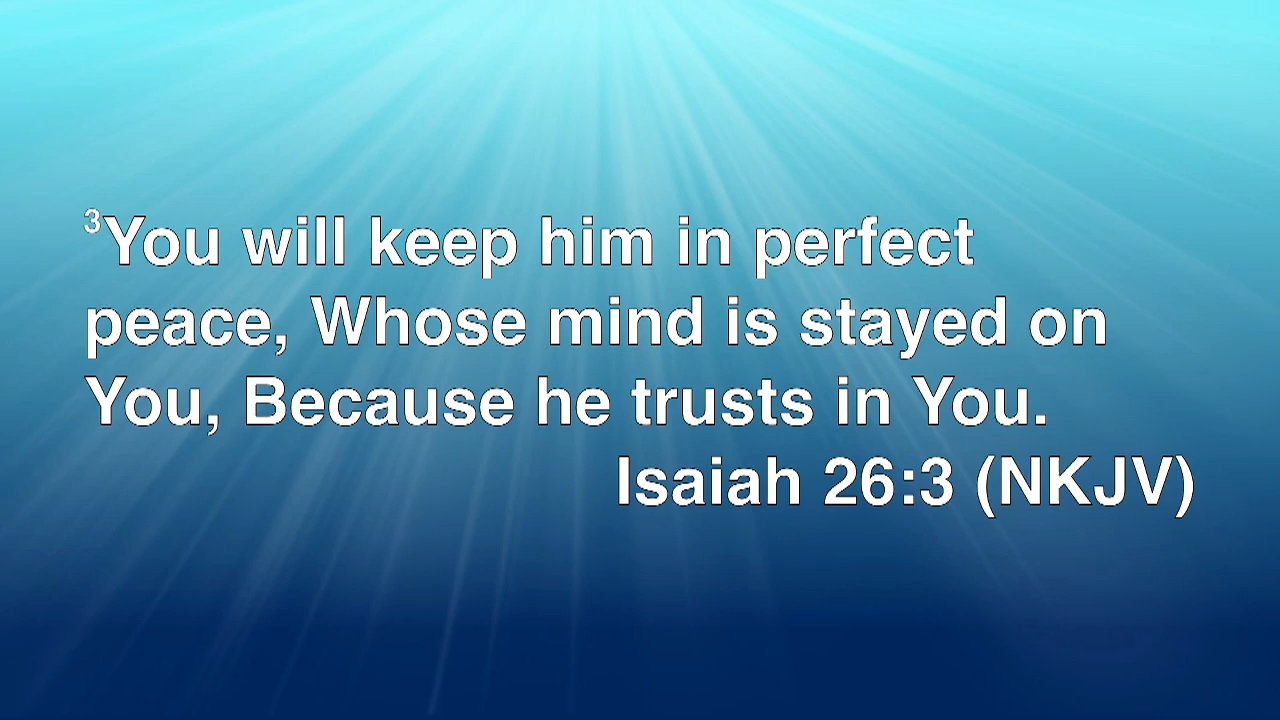 ³You will keep him in perfect
peace, Whose mind is stayed on
You, Because he trusts in You.
Isaiah 26:3 (NKJV)